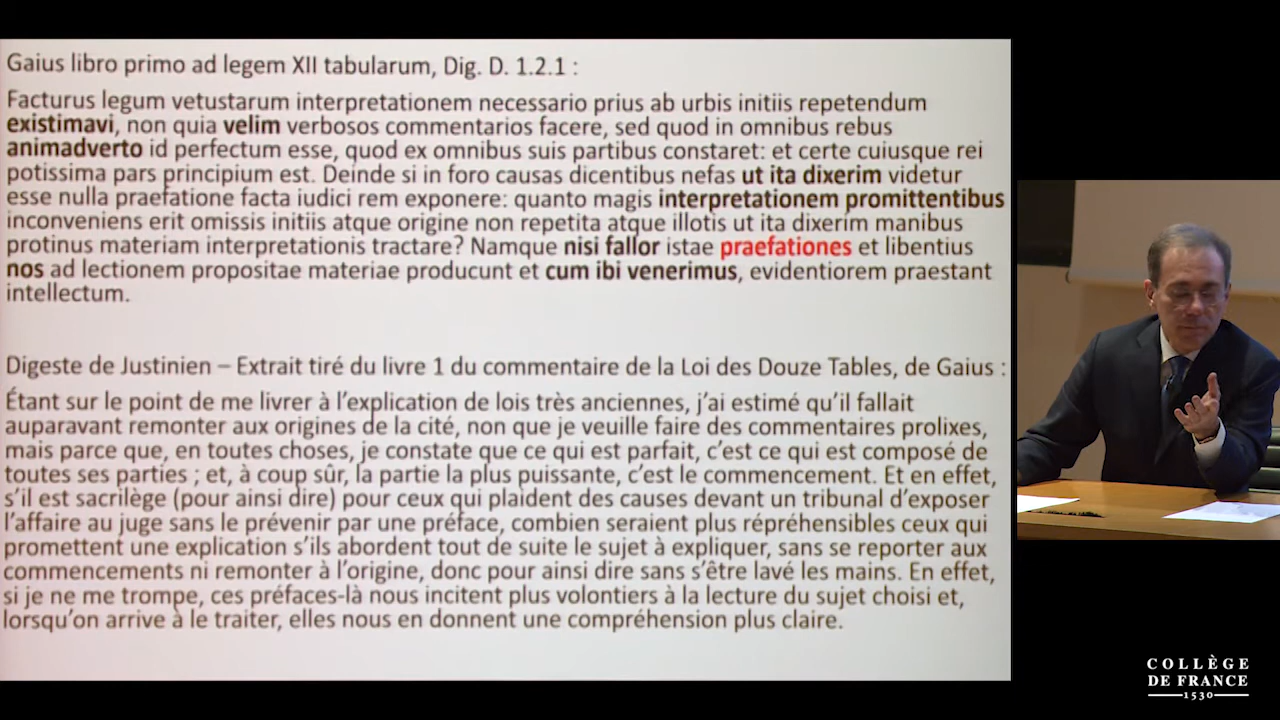 Gaius libro primo ad legem XII tabularum, Dig. D. 1.2.1 :
Facturus legum vetustarum interpretationem necessario prius ab urbis initiis repetendum
existimavi, non quia velim verbosos commentarios facere, sed quod in omnibus rebus
animadverto id perfectum esse, quod ex omnibus suis partibus constaret: et certe cuiusque rei
potissima pars principium est. Deinde si in foro causas dicentibus nefas ut ita dixerim videtur
esse nulla praefatione facta iudici rem exponere: quanto magis interpretationem promittentibus
inconveniens erit omissis initiis atque origine non repetita atque illotis ut ita dixerim manibus
protinus materiam interpretationis tractare? Namque nisi fallor istae praefationes et libentius
nos ad lectionem propositae materiae producunt et cum ibi venerimus, evidentiorem praestant
intellectum.
Digeste de Justinien – Extrait tiré du livre 1 du commentaire de la Loi des Douze Tables, de Gaius :
Étant sur le point de me livrer à l'explication de lois très anciennes, j'ai estimé qu'il fallait
auparavant remonter aux origines de la cité, non que je veuille faire des commentaires prolixes,
mais parce que, en toutes choses, je constate que ce qui est parfait, c'est ce qui est composé de
toutes ses parties ; et, à coup sûr, la partie la plus puissante, c'est le commencement. Et en effet,
s'il est sacrilège (pour ainsi dire) pour ceux qui plaident des causes devant un tribunal d'exposer
l'affaire au juge sans le prévenir par une préface, combien seraient plus répréhensibles ceux qui
promettent une explication s'ils abordent tout de suite le sujet à expliquer, sans se reporter aux
commencements ni remonter à l'origine, donc pour ainsi dire sans s'être lavé les mains. En effet,
si je ne me trompe, ces préfaces-là nous incitent plus volontiers à la lecture du sujet choisi et,
lorsqu'on arrive à le traiter, elles nous en donnent une compréhension plus claire.
COLLÈGE
DE FRANCE
1530